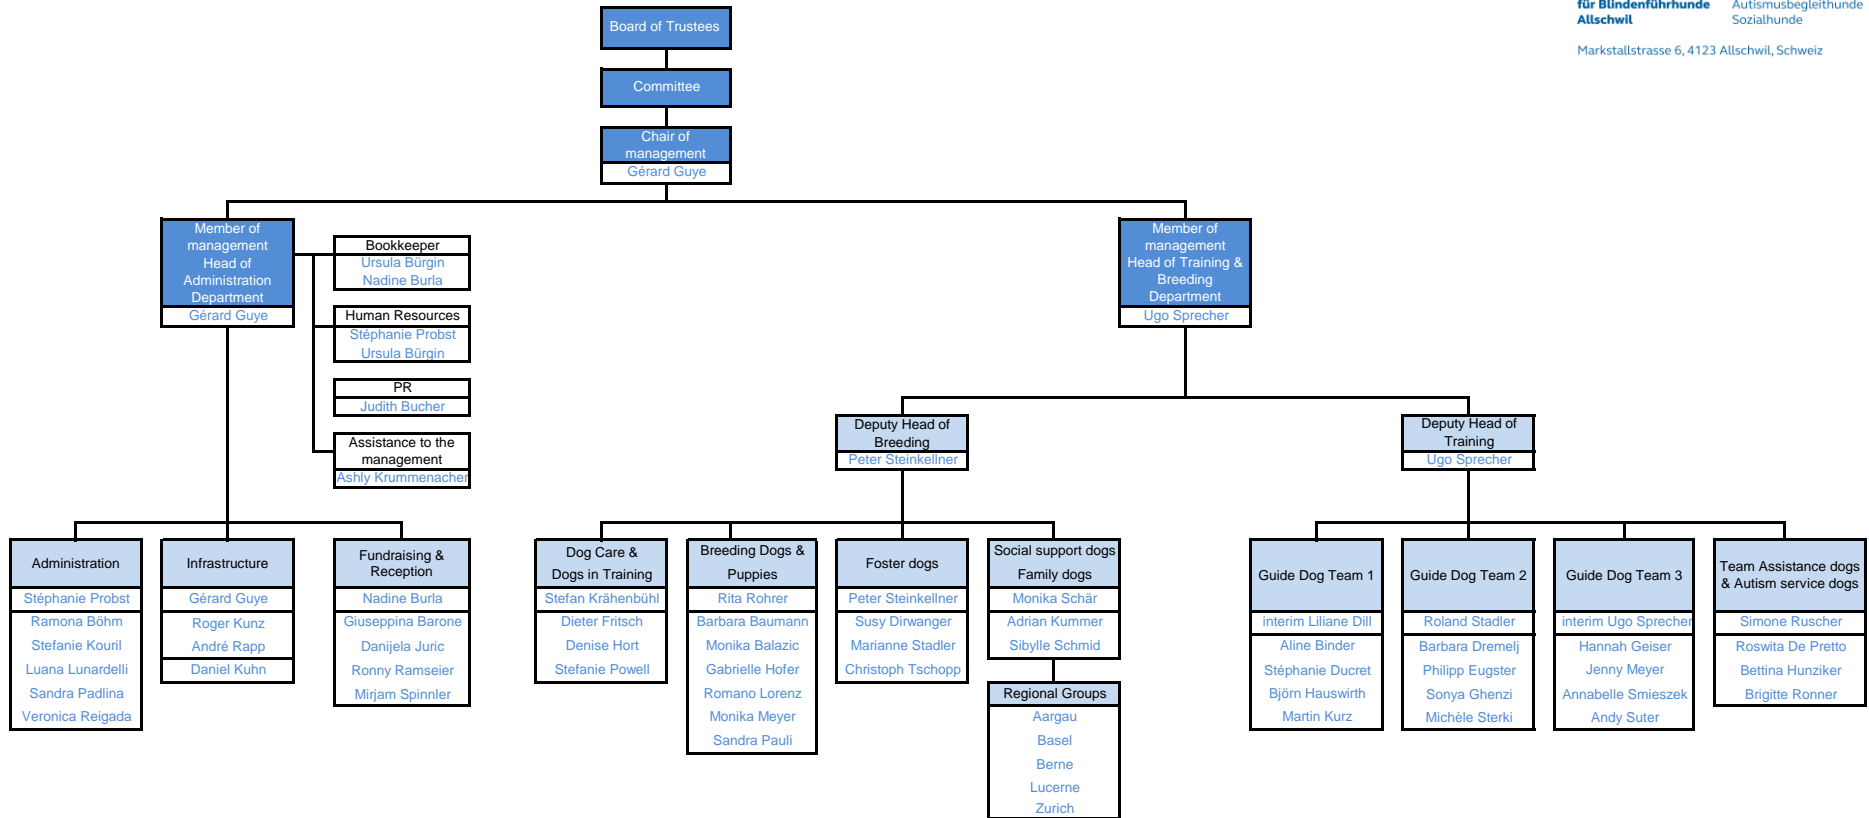 für Blindenführhunde
Allschwil
Autismusbegleithunde
Sozialhunde
Markstallstrasse 6, 4123 Allschwil, Schweiz
Board of Trustees
Committee
Chair of
management
Gérard Guye
Member of
management
Head of
Administration
Department
Gérard Guye
Bookkeeper
Ursula Bürgin
Nadine Burla
Human Resources
Stéphanie Probst
Ursula Bürgin
PR
Judith Bucher
Assistance to the
management
Ashly Krummenacher
Member of
management
Head of Training &
Breeding
Department
Ugo Sprecher
Deputy Head of
Breeding
Peter Steinkellner
Deputy Head of
Training
Ugo Sprecher
Administration
Stéphanie Probst
Ramona Böhm
Stefanie Kouril
Luana Lunardelli
Sandra Padlina
Veronica Reigada
Infrastructure
Gérard Guye
Roger Kunz
André Rapp
Daniel Kuhn
Fundraising &
Reception
Nadine Burla
Giuseppina Barone
Danijela Juric
Ronny Ramseier
Mirjam Spinnler
Dog Care &
Dogs in Training
Stefan Krähenbühl
Dieter Fritsch
Denise Hort
Stefanie Powell
Breeding Dogs &
Puppies
Rita Rohrer
Barbara Baumann
Monika Balazic
Gabrielle Hofer
Romano Lorenz
Monika Meyer
Sandra Pauli
Foster dogs
Peter Steinkellner
Susy Dirwanger
Marianne Stadler
Christoph Tschopp
Social support dogs
Family dogs
Monika Schär
Adrian Kummer
Sibylle Schmid
Regional Groups
Aargau
Basel
Berne
Lucerne
Zurich
Guide Dog Team 1
interim Liliane Dill
Aline Binder
Stéphanie Ducret
Björn Hauswirth
Martin Kurz
Guide Dog Team 2
Roland Stadler
Barbara Dremelj
Philipp Eugster
Sonya Ghenzi
Michèle Sterki
Guide Dog Team 3
interim Ugo Sprecher
Hannah Geiser
Jenny Meyer
Annabelle Smieszek
Andy Suter
Team Assistance dogs
& Autism service dogs
Simone Ruscher
Roswita De Pretto
Bettina Hunziker
Brigitte Ronner